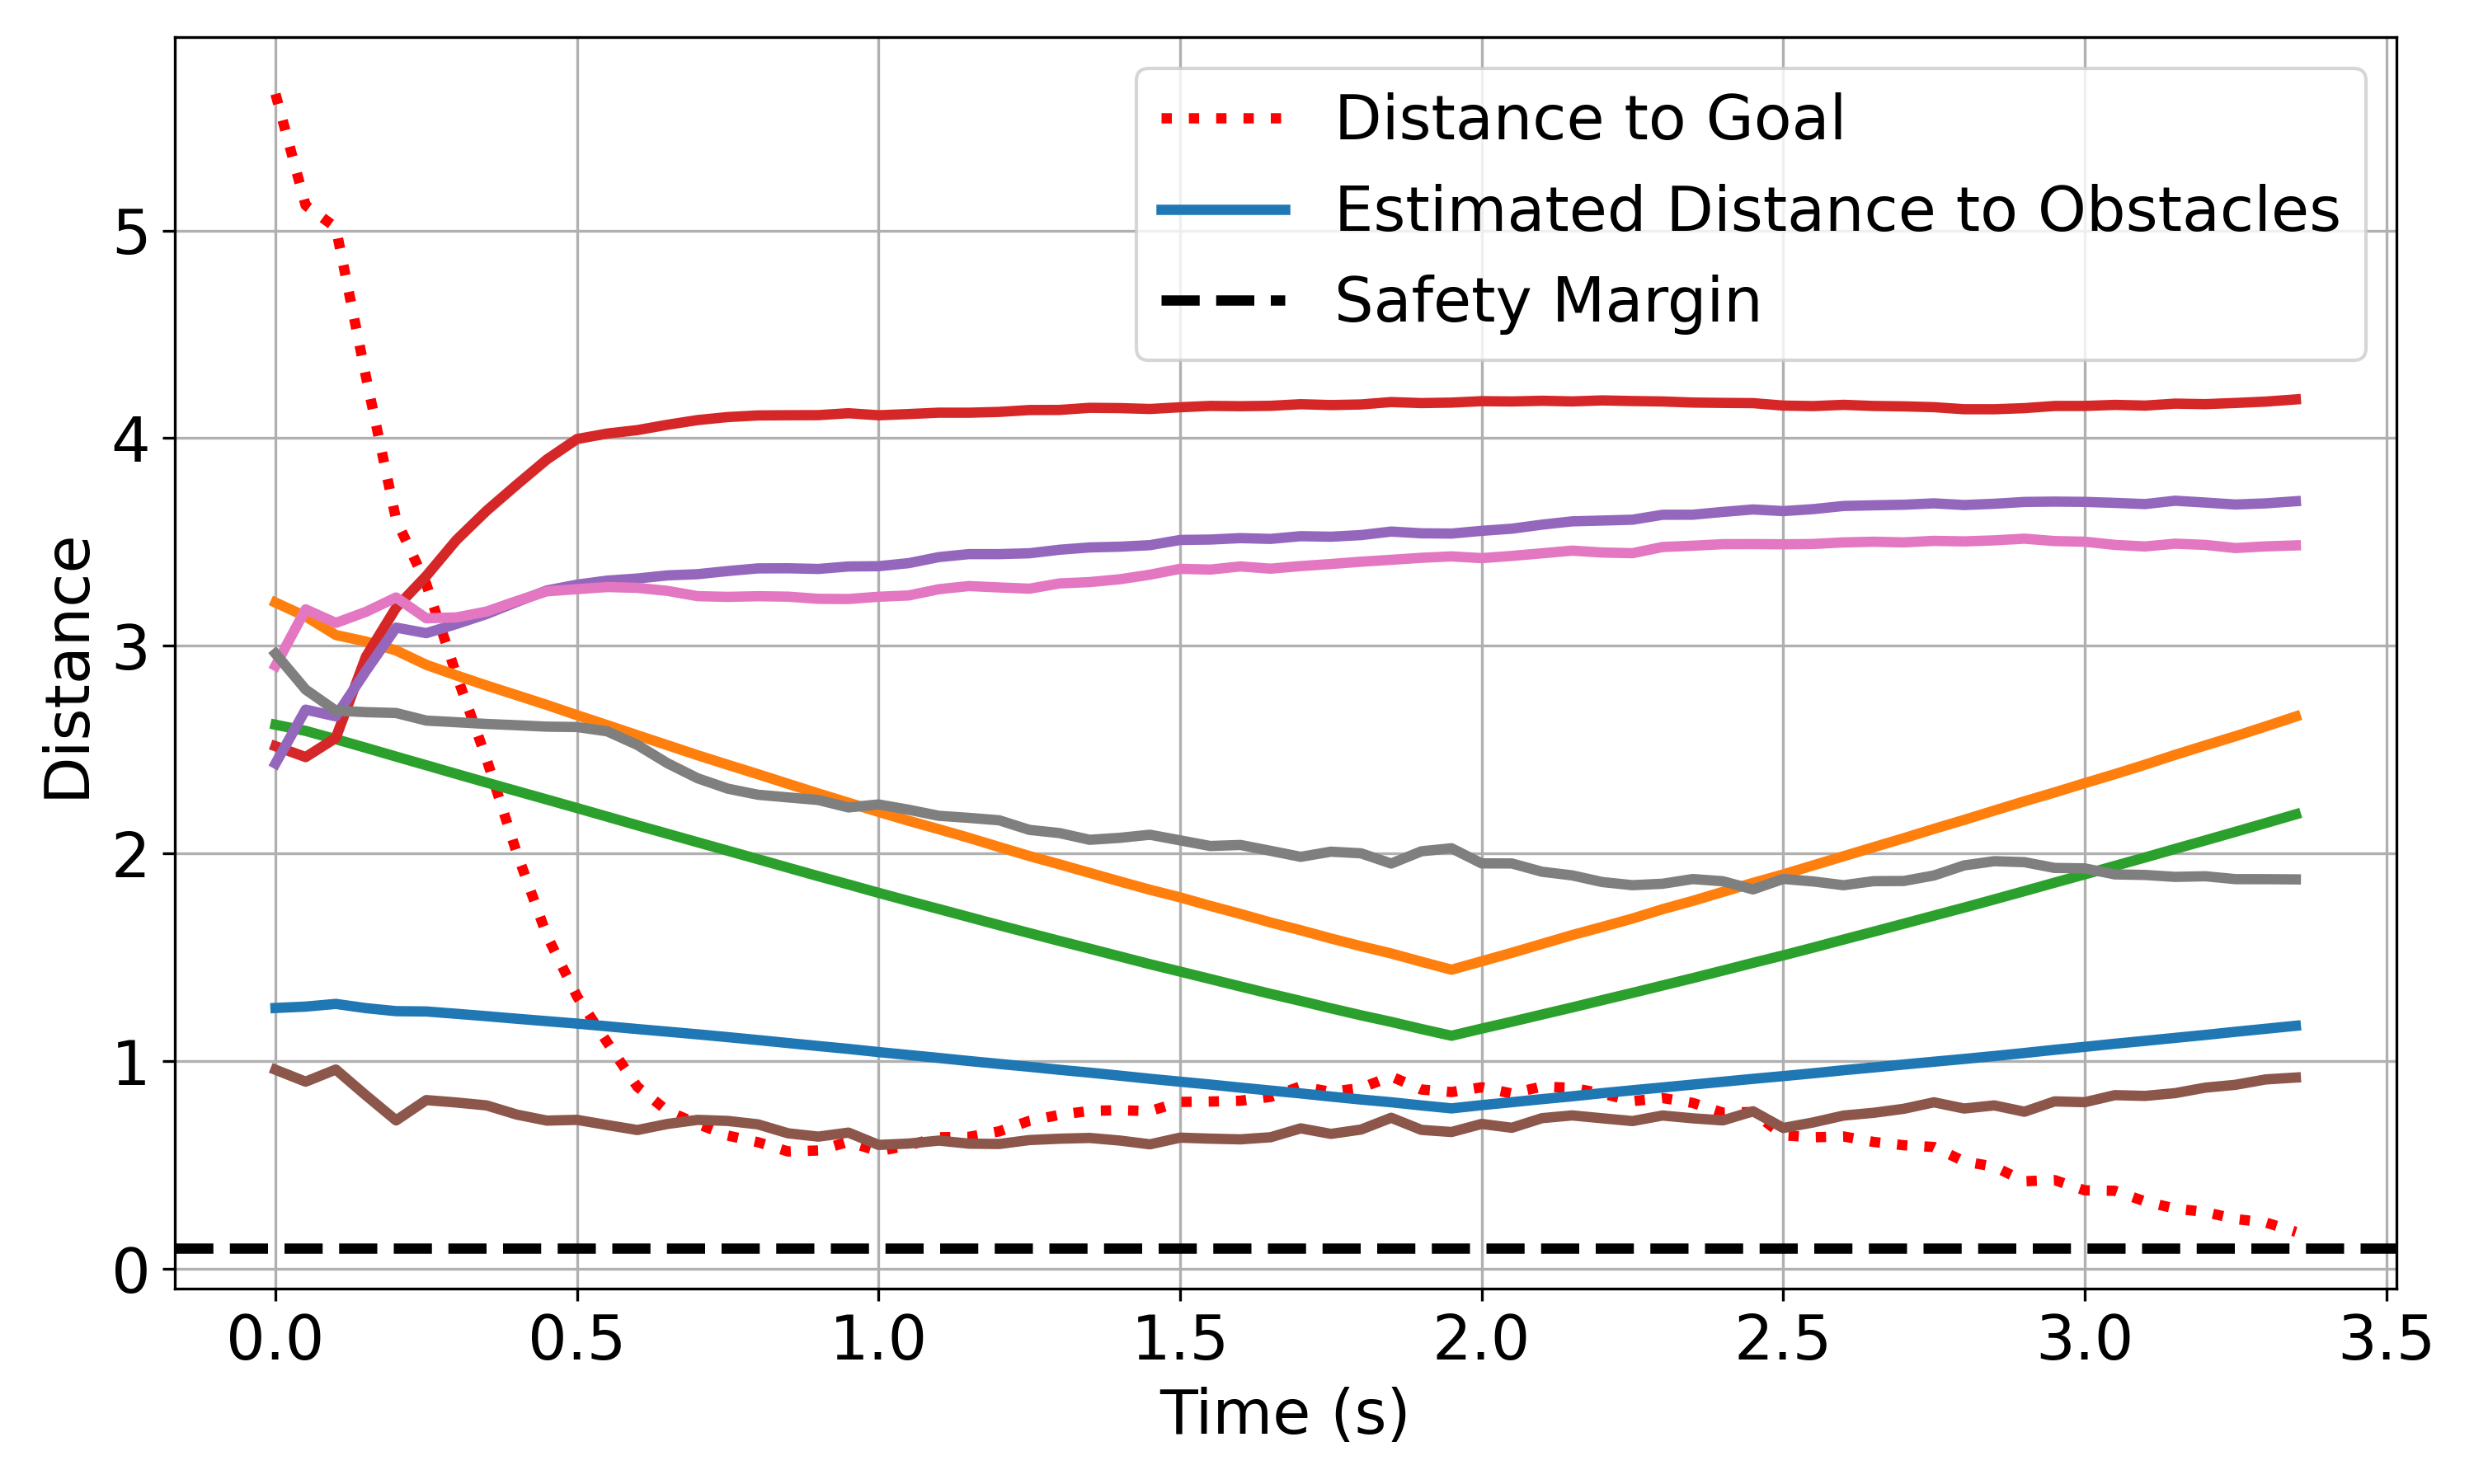 Distance to Goal
Estimated Distance to Obstacles
Safety Margin
Distance
5
4
3
2
1
0
0.0 0.5 1.0 1.5 2.0 2.5 3.0 3.5
Time (s)